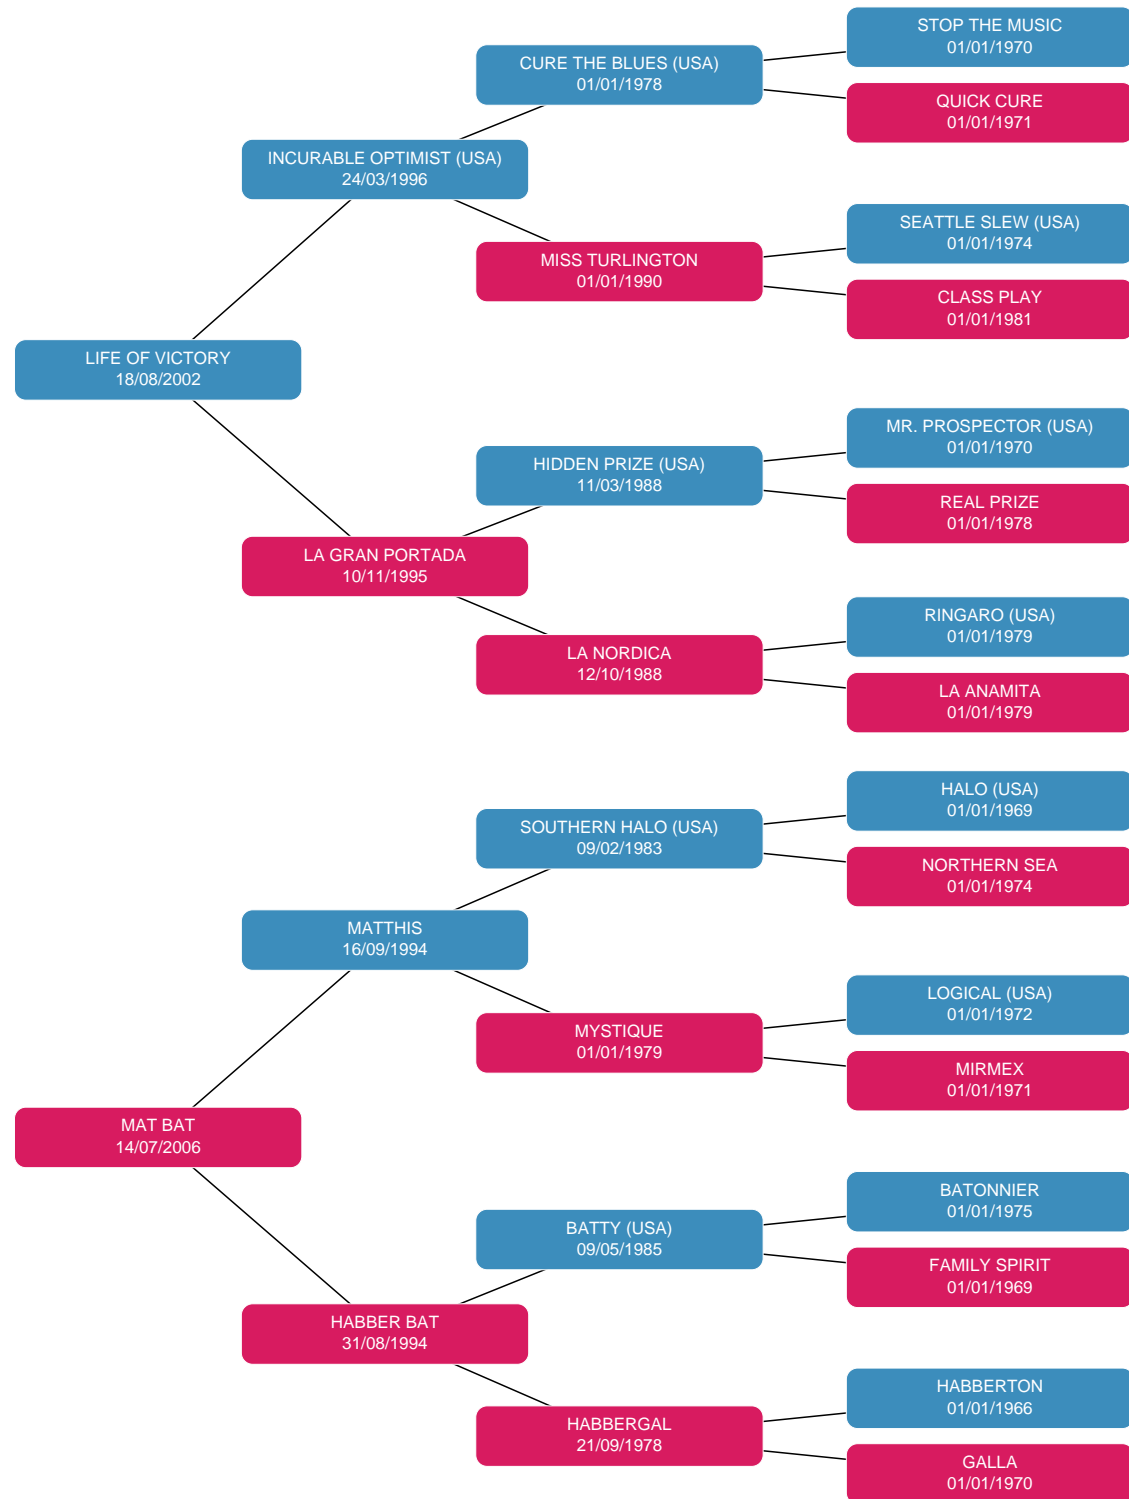 STOP THE MUSIC
01/01/1970
CURE THE BLUES (USA)
01/01/1978
QUICK CURE
01/01/1971
INCURABLE OPTIMIST (USA)
24/03/1996
SEATTLE SLEW (USA)
01/01/1974
MISS TURLINGTON
01/01/1990
CLASS PLAY
01/01/1981
LIFE OF VICTORY
18/08/2002
MR. PROSPECTOR (USA)
01/01/1970
HIDDEN PRIZE (USA)
11/03/1988
REAL PRIZE
01/01/1978
LA GRAN PORTADA
10/11/1995
RINGARO (USA)
01/01/1979
LA NORDICA
12/10/1988
LA ANAMITA
01/01/1979
HALO (USA)
01/01/1969
SOUTHERN HALO (USA)
09/02/1983
NORTHERN SEA
01/01/1974
MATTHIS
16/09/1994
LOGICAL (USA)
01/01/1972
MYSTIQUE
01/01/1979
MIRMEX
01/01/1971
MAT BAT
14/07/2006
BATONNIER
01/01/1975
BATTY (USA)
09/05/1985
FAMILY SPIRIT
01/01/1969
HABBER BAT
31/08/1994
HABBERTON
01/01/1966
HABBERGAL
21/09/1978
GALLA
01/01/1970